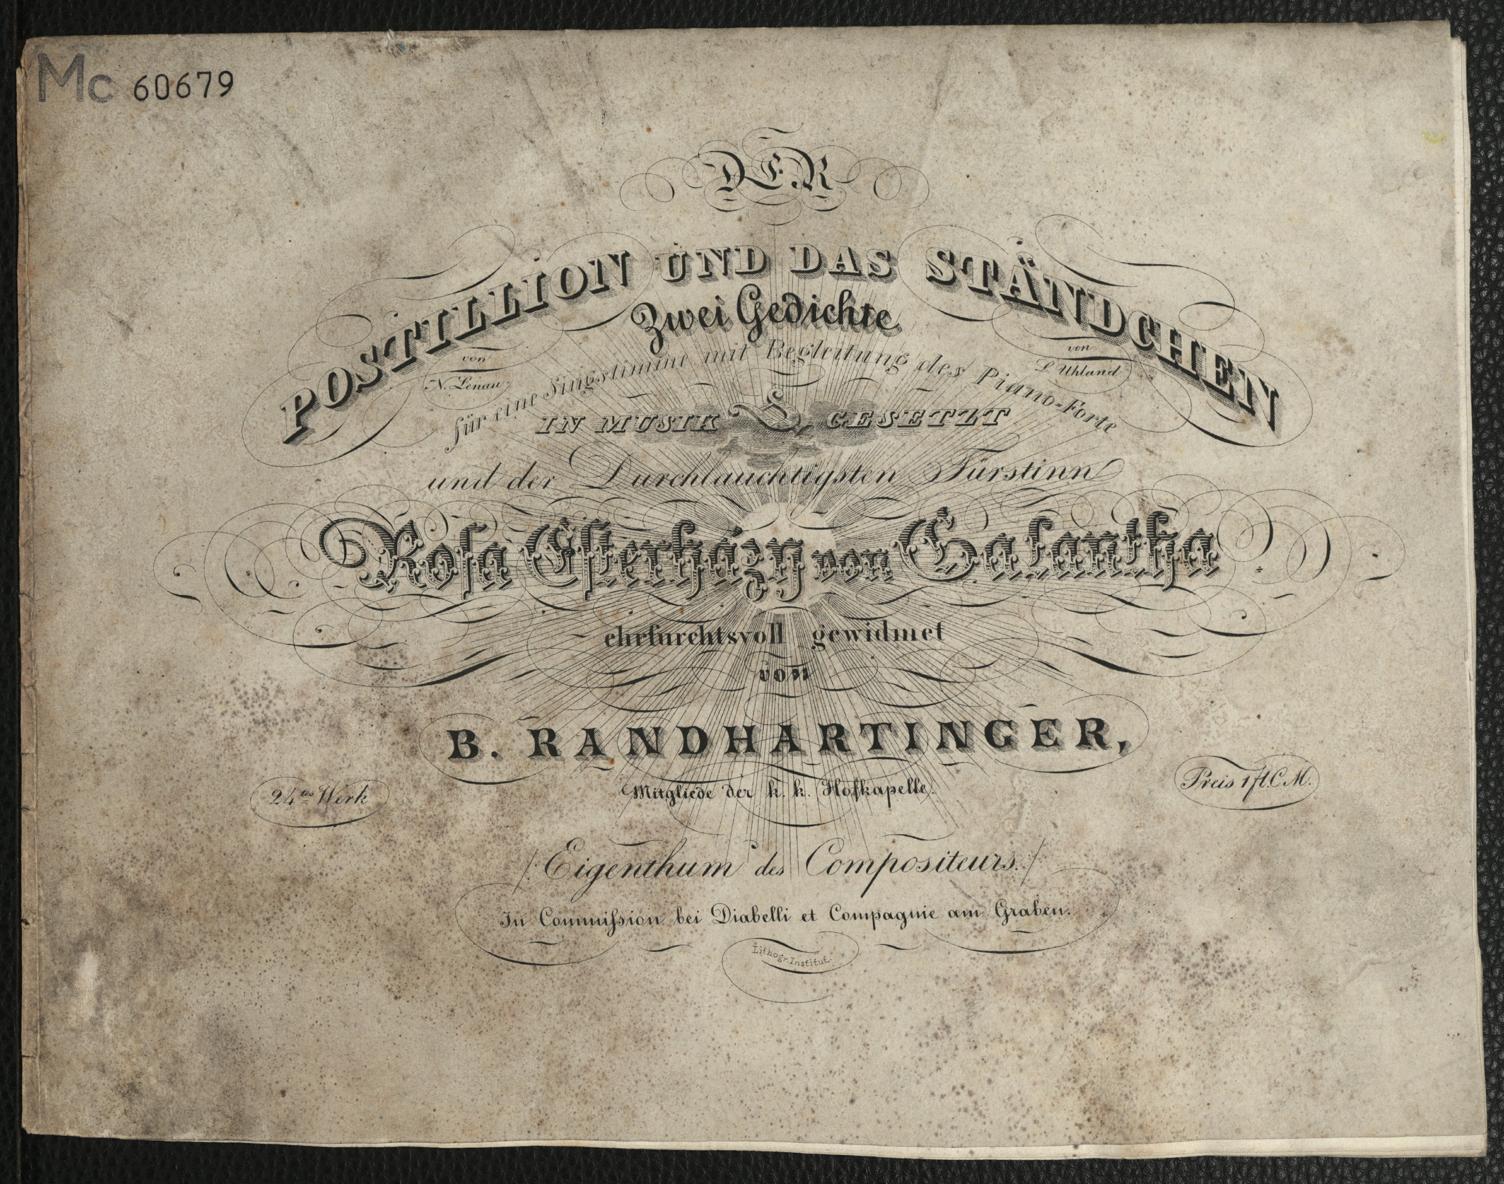 Mc 60679
DER
POSTILLION UND DAS STÄNDCHEN
Zwei Gedichte
von
N. Lenau
von
L. Uhland
für eine Singstimme mit Begleitung des Piano-Forte
IN MUSIK GESETZT
und der Durchlauchtigsten Fürstinn
Rosa Esterházy von Galantha
ehrfurchtsvoll gewidmet
von
B. RANDHARTINGER,
Mitgliede der k. k. Hofkapelle.
24tes Werk
Preis 1 fl. C.M.
/Eigenthum des Compositeurs./
In Commission bei Diabelli et Compagnie am Graben.
Lithogr. Institut.